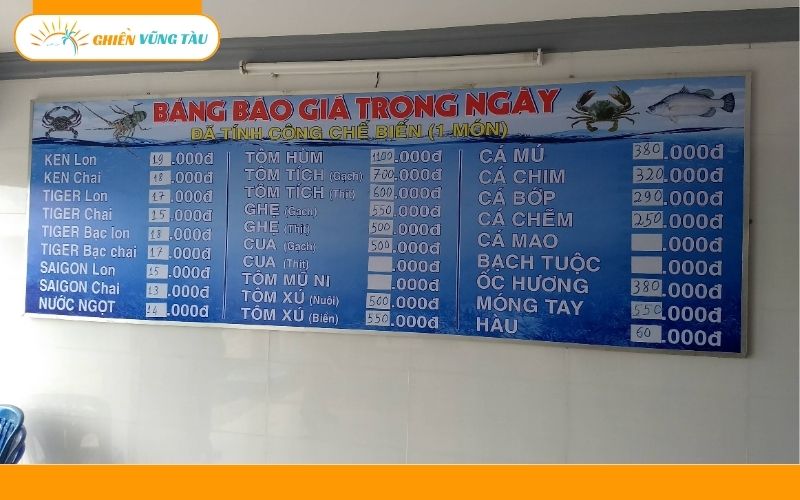 GHIỀN VŨNG TÀU
BẢNG BÁO GIÁ TRONG NGÀY
ĐÃ TÍNH CÔNG CHẾ BIẾN (1 MÓN)
KEN Lon 19.000đ
KEN Chai 18.000đ
TIGER Lon 17.000đ
TIGER Chai 15.000đ
TIGER Bạc lon 18.000đ
TIGER Bạc chai 17.000đ
SAIGON Lon 15.000đ
SAIGON Chai 13.000đ
NƯỚC NGỌT 14.000đ
TÔM HÙM 1100.000đ
TÔM TÍCH (Gạch) 700.000đ
TÔM TÍCH (Thịt) 600.000đ
GHẸ (Gạch) 550.000đ
GHẸ (Thịt) 500.000đ
CUA (Gạch) 500.000đ
CUA (Thịt) .000đ
TÔM MŨ NI .000đ
TÔM XÚ (Nuôi) 500.000đ
TÔM XÚ (Biển) 550.000đ
CÁ MÚ 380.000đ
CÁ CHIM 320.000đ
CÁ BỚP 290.000đ
CÁ CHẼM 250.000đ
CÁ MAO .000đ
BẠCH TUỘC .000đ
ỐC HƯƠNG 380.000đ
MÓNG TAY 550.000đ
HÀU 60.000đ